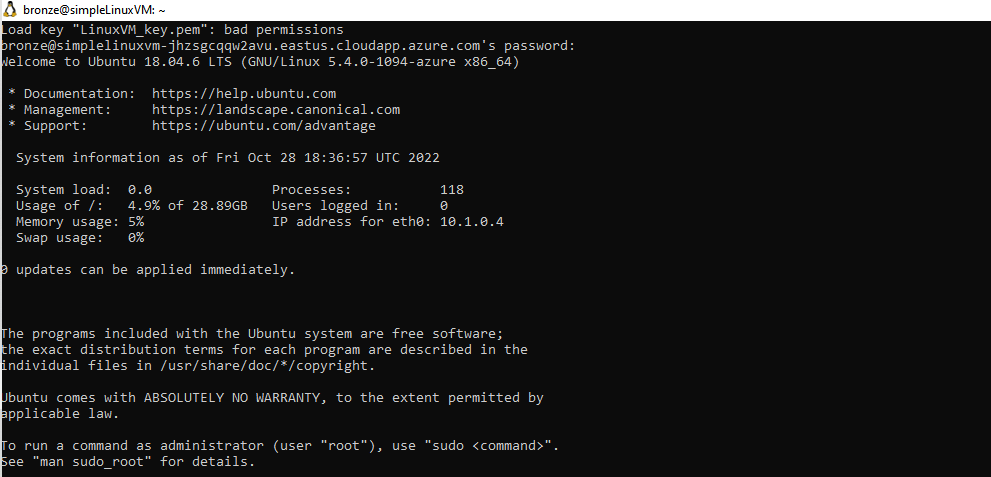 bronze@simpleLinuxVM: ~
Load key "LinuxVM_key.pem": bad permissions
bronze@simplelinuxvm-jhzsgcqqw2avu.eastus.cloudapp.azure.com's password:
Welcome to Ubuntu 18.04.6 LTS (GNU/Linux 5.4.0-1094-azure x86_64)
* Documentation:  https://help.ubuntu.com
* Management:     https://landscape.canonical.com
* Support:        https://ubuntu.com/advantage
System information as of Fri Oct 28 18:36:57 UTC 2022
System load:  0.0               Processes:           118
Usage of /:   4.9% of 28.89GB   Users logged in:     0
Memory usage: 5%                IP address for eth0: 10.1.0.4
Swap usage:   0%
0 updates can be applied immediately.
The programs included with the Ubuntu system are free software;
the exact distribution terms for each program are described in the
individual files in /usr/share/doc/*/copyright.
Ubuntu comes with ABSOLUTELY NO WARRANTY, to the extent permitted by
applicable law.
To run a command as administrator (user "root"), use "sudo <command>".
See "man sudo_root" for details.